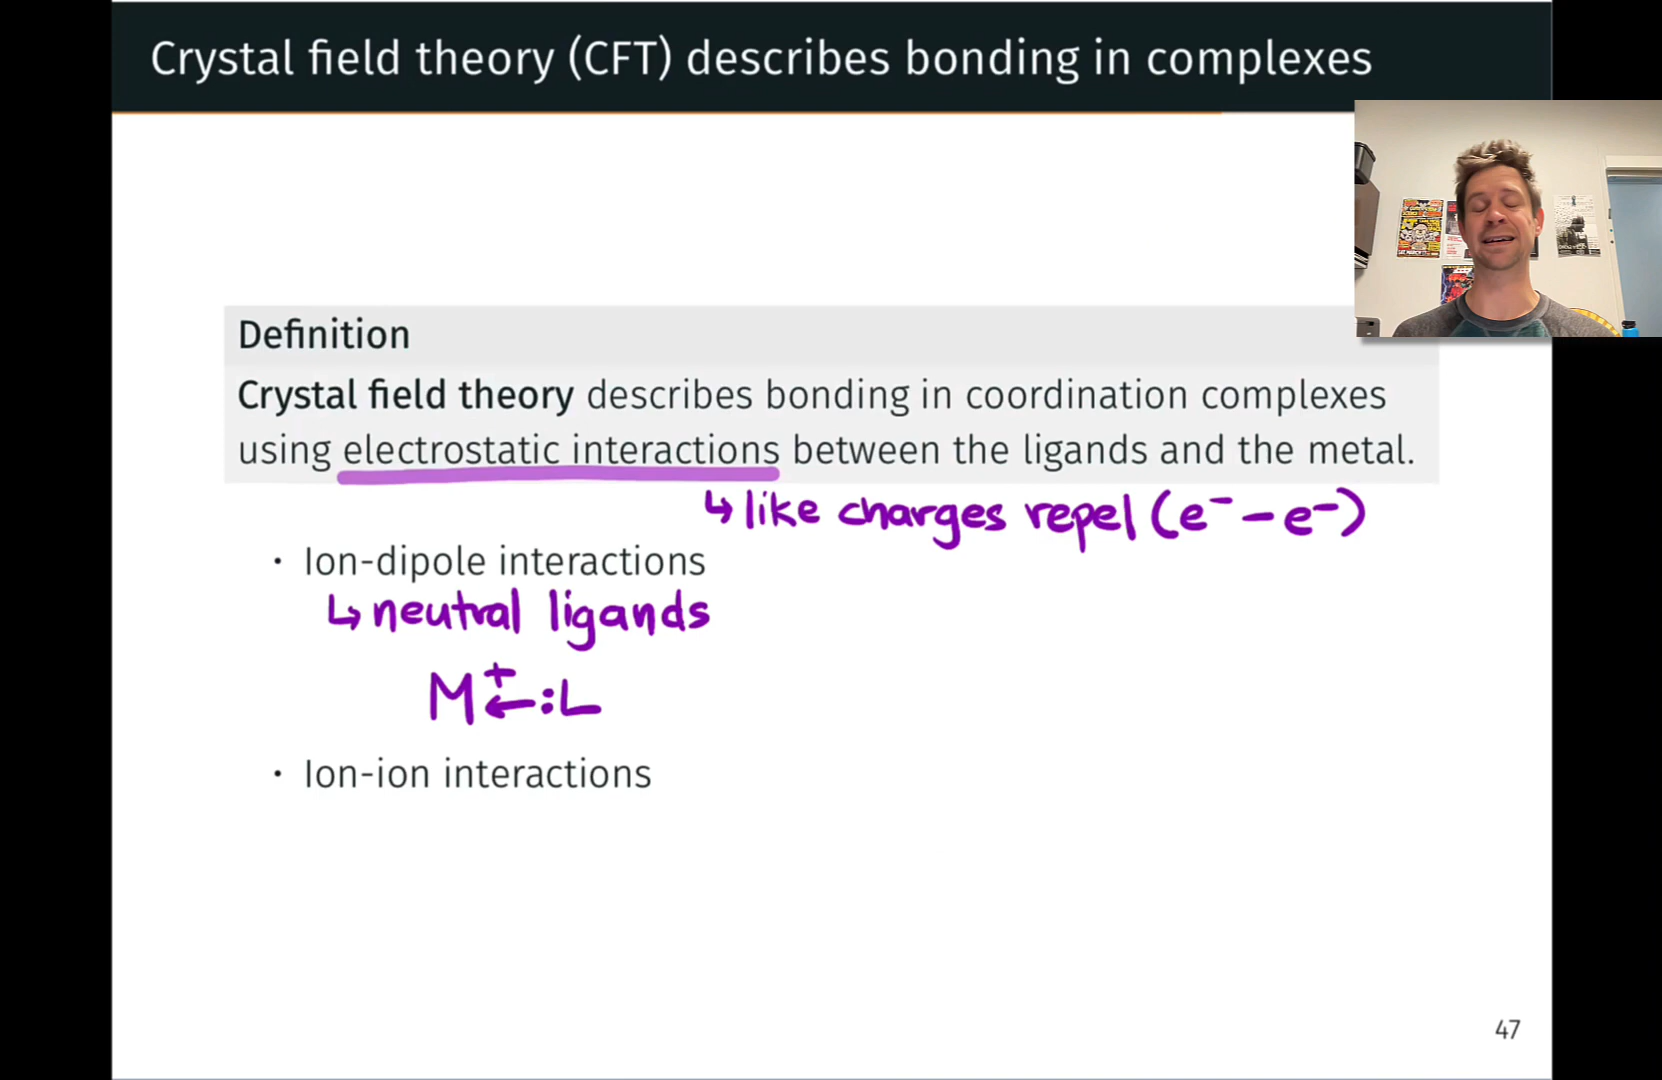 Crystal field theory (CFT) describes bonding in complexes
Definition
Crystal field theory describes bonding in coordination complexes
using electrostatic interactions between the ligands and the metal.
↳ like charges repel (e⁻ – e⁻)
• Ion-dipole interactions
↳ neutral ligands
M⁺ ← :L
• Ion-ion interactions
47